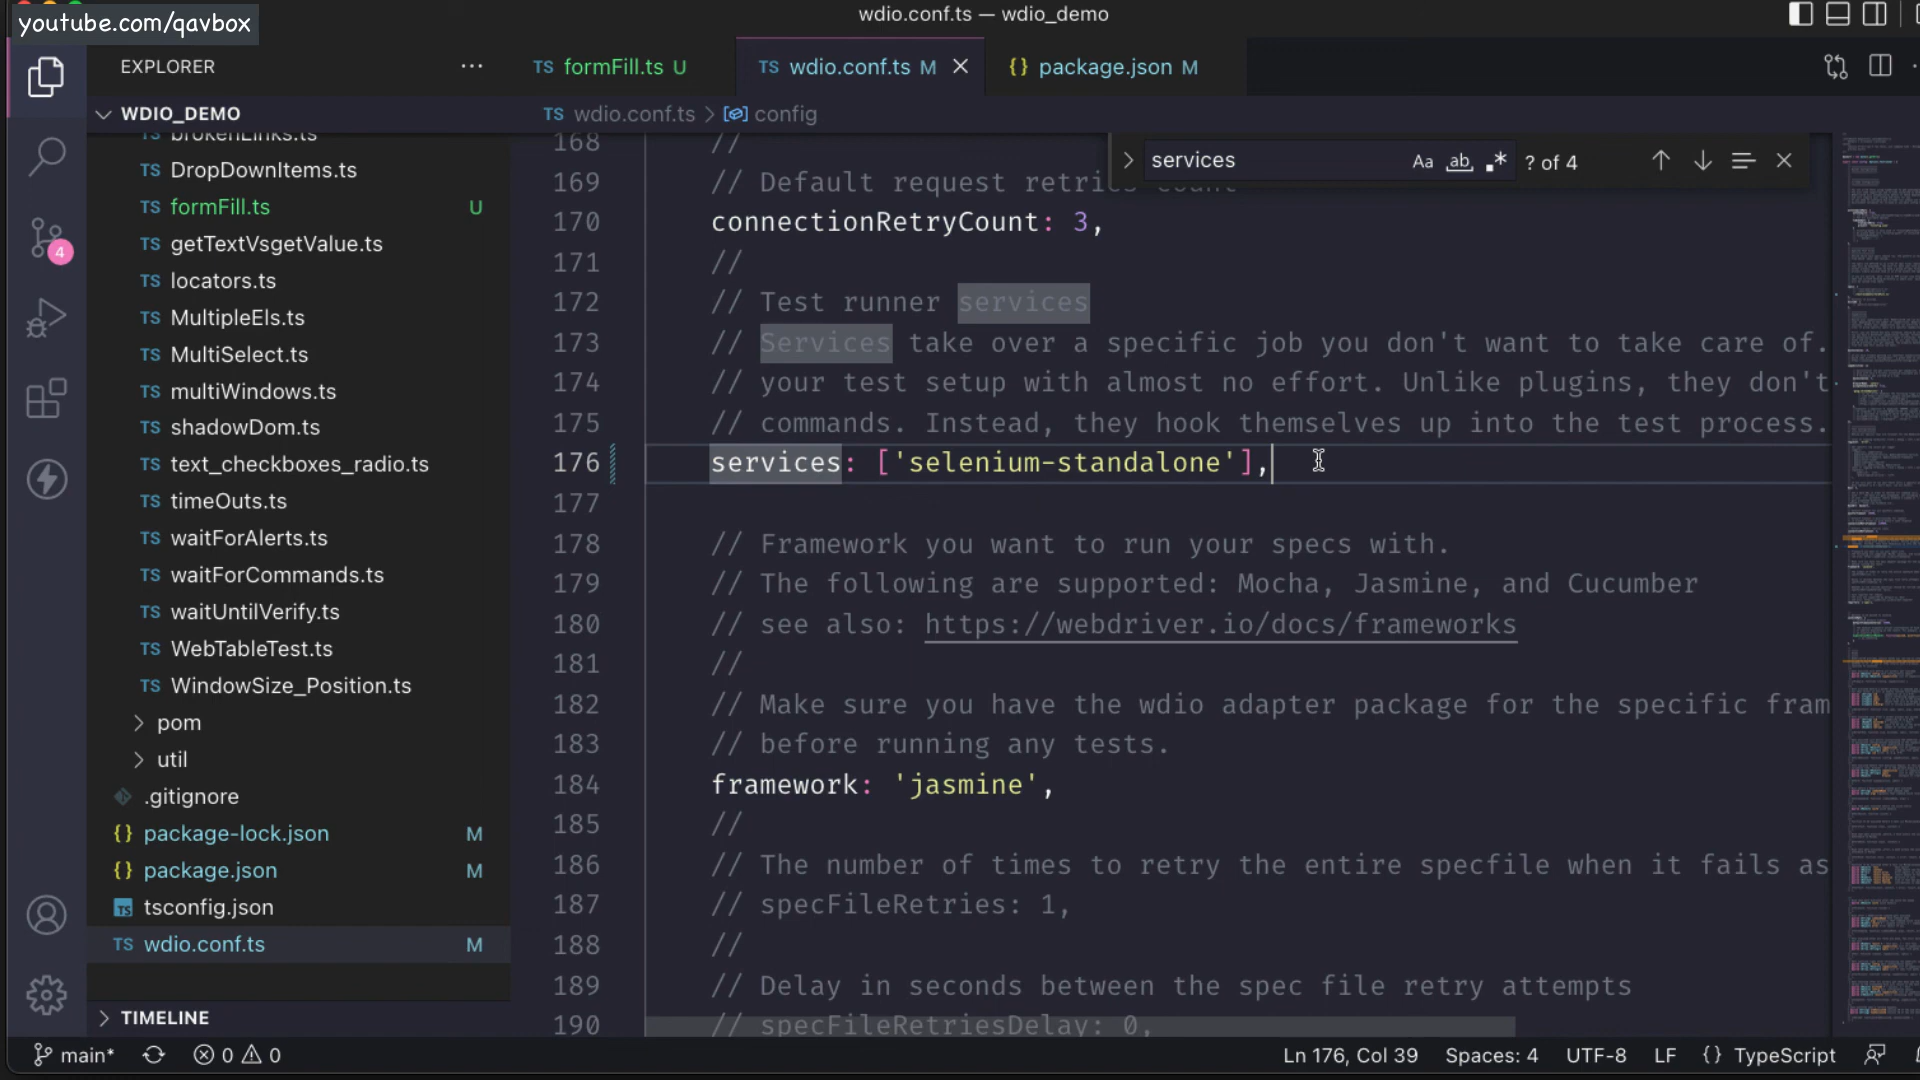 youtube.com/qavbox
wdio.conf.ts — wdio_demo
EXPLORER
TS formFill.ts U
TS wdio.conf.ts M
{} package.json M
WDIO_DEMO
TS wdio.conf.ts > config
TS brokenLinks.ts
TS DropDownItems.ts
TS formFill.ts U
TS getTextVsgetValue.ts
TS locators.ts
TS MultipleEls.ts
TS MultiSelect.ts
TS multiWindows.ts
TS shadowDom.ts
TS text_checkboxes_radio.ts
TS timeOuts.ts
TS waitForAlerts.ts
TS waitForCommands.ts
TS waitUntilVerify.ts
TS WebTableTest.ts
TS WindowSize_Position.ts
pom
util
.gitignore
{} package-lock.json M
{} package.json M
TS tsconfig.json
TS wdio.conf.ts M
TIMELINE
4
services Aa ab .* ? of 4
168 //
169 // Default request retries count
170 connectionRetryCount: 3,
171 //
172 // Test runner services
173 // Services take over a specific job you don't want to take care of.
174 // your test setup with almost no effort. Unlike plugins, they don't
175 // commands. Instead, they hook themselves up into the test process.
176 services: ['selenium-standalone'],
177
178 // Framework you want to run your specs with.
179 // The following are supported: Mocha, Jasmine, and Cucumber
180 // see also: https://webdriver.io/docs/frameworks
181 //
182 // Make sure you have the wdio adapter package for the specific fram
183 // before running any tests.
184 framework: 'jasmine',
185 //
186 // The number of times to retry the entire specfile when it fails as
187 // specFileRetries: 1,
188 //
189 // Delay in seconds between the spec file retry attempts
190 // specFileRetriesDelay: 0,
main* 0 0
Ln 176, Col 39 Spaces: 4 UTF-8 LF {} TypeScript